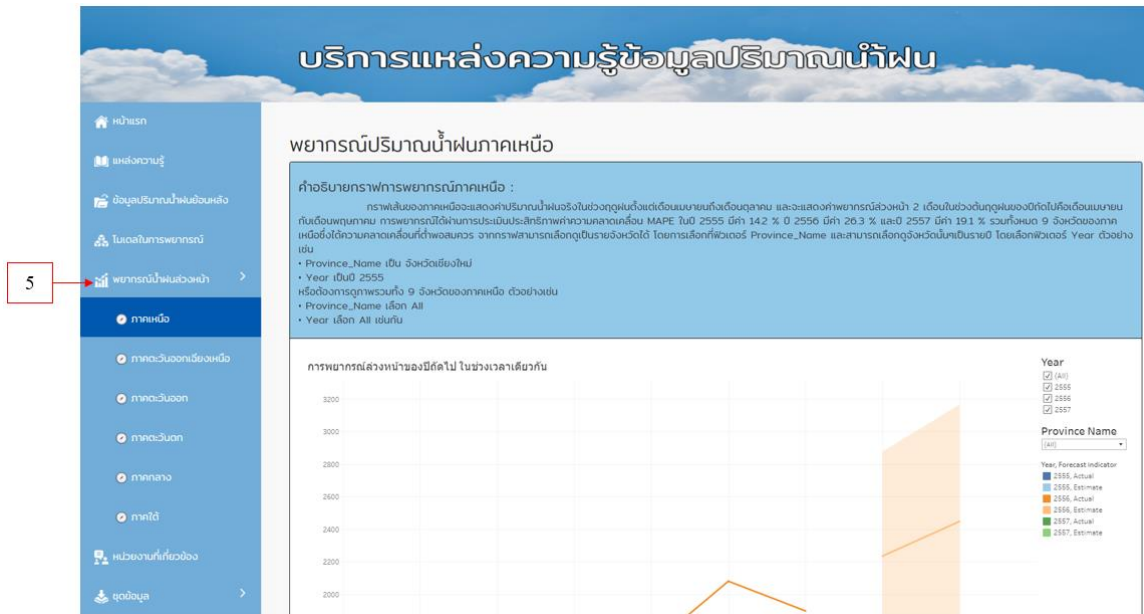 บริการแหล่งความรู้ข้อมูลปริมาณน้ำฝน
หน้าแรก
แหล่งความรู้
ข้อมูลปริมาณน้ำฝนย้อนหลัง
โมเดลในการพยากรณ์
5
พยากรณ์น้ำฝนล่วงหน้า
ภาคเหนือ
ภาคตะวันออกเฉียงเหนือ
ภาคตะวันออก
ภาคตะวันตก
ภาคกลาง
ภาคใต้
หน่วยงานที่เกี่ยวข้อง
ชุดข้อมูล
พยากรณ์ปริมาณน้ำฝนภาคเหนือ
คำอธิบายกราฟการพยากรณ์ภาคเหนือ :
กราฟเส้นของภาคเหนือจะแสดงค่าปริมาณน้ำฝนจริงในช่วงฤดูฝนตั้งแต่เดือนเมษายนถึงเดือนตุลาคม และจะแสดงค่าพยากรณ์ล่วงหน้า 2 เดือนในช่วงต้นฤดูฝนของปีถัดไปคือเดือนเมษายน
กับเดือนพฤษภาคม การพยากรณ์ได้ผ่านการประเมินประสิทธิภาพค่าความคลาดเคลื่อน MAPE ในปี 2555 มีค่า 14.2 % ปี 2556 มีค่า 26.3 % และปี 2557 มีค่า 19.1 % รวมทั้งหมด 9 จังหวัดของภาค
เหนือซึ่งได้ความคลาดเคลื่อนที่ต่ำพอสมควร จากกราฟสามารถเลือกดูเป็นรายจังหวัดได้ โดยการเลือกที่ฟิวเตอร์ Province_Name และสามารถเลือกดูจังหวัดนั้นๆเป็นรายปี โดยเลือกฟิวเตอร์ Year ตัวอย่าง
เช่น
• Province_Name เป็น จังหวัดเชียงใหม่
• Year เป็นปี 2555
หรือต้องการดูภาพรวมทั้ง 9 จังหวัดของภาคเหนือ ตัวอย่างเช่น
• Province_Name เลือก All
• Year เลือก All เช่นกัน
การพยากรณ์ล่วงหน้าของปีถัดไป ในช่วงเวลาเดียวกัน
3200
3000
2800
2600
2400
2200
2000
Year
(All)
2555
2556
2557
Province Name
(All)
Year, Forecast indicator
2555, Actual
2555, Estimate
2556, Actual
2556, Estimate
2557, Actual
2557, Estimate